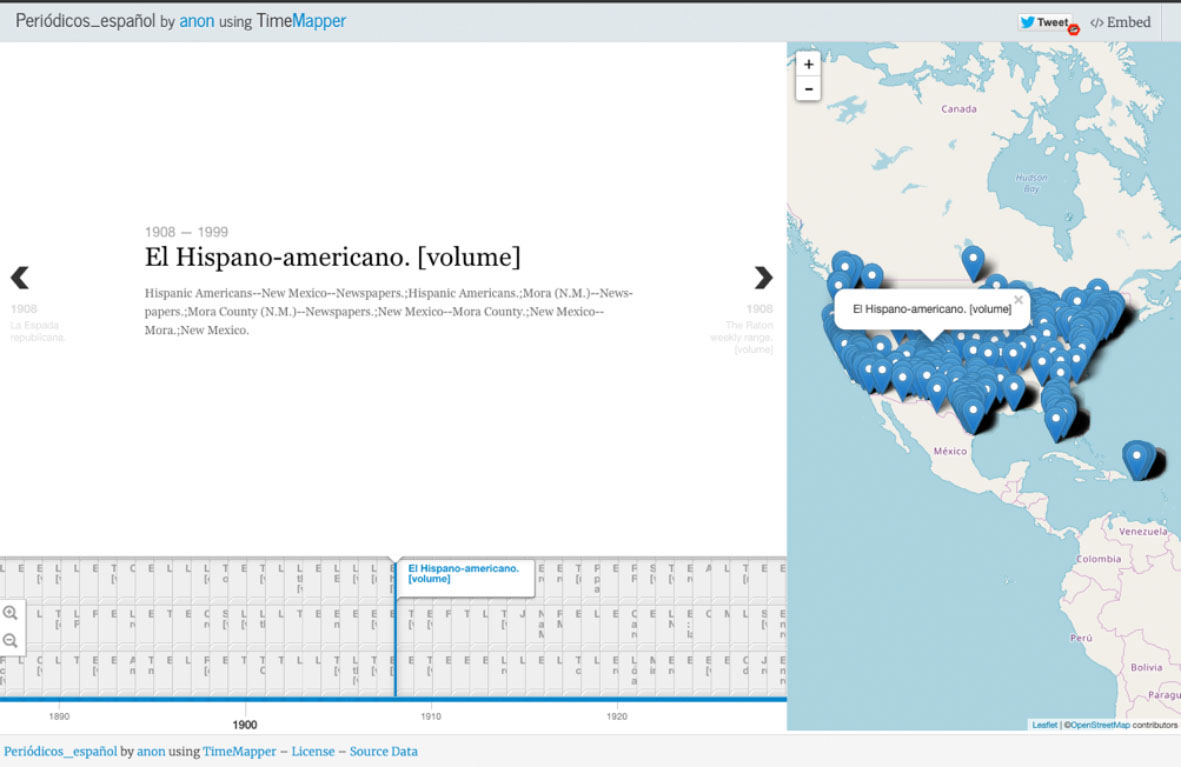 Periódicos_español by anon using TimeMapper
Tweet
</> Embed
1908 — 1999
El Hispano-americano. [volume]
Hispanic Americans--New Mexico--Newspapers.;Hispanic Americans.;Mora (N.M.)--News-
papers.;Mora County (N.M.)--Newspapers.;New Mexico--Mora County.;New Mexico--
Mora.;New Mexico.
1908
La Espada
republicana.
1908
The Raton
weekly range.
[volume]
+
−
Canada
Hudson
Bay
El Hispano-americano. [volume]
×
México
Venezuela
Colombia
Perú
Bolivia
Paragu
Leaflet | ©OpenStreetMap contributors
El Hispano-americano.
[volume]
1890
1900
1910
1920
Periódicos_español by anon using TimeMapper – License – Source Data